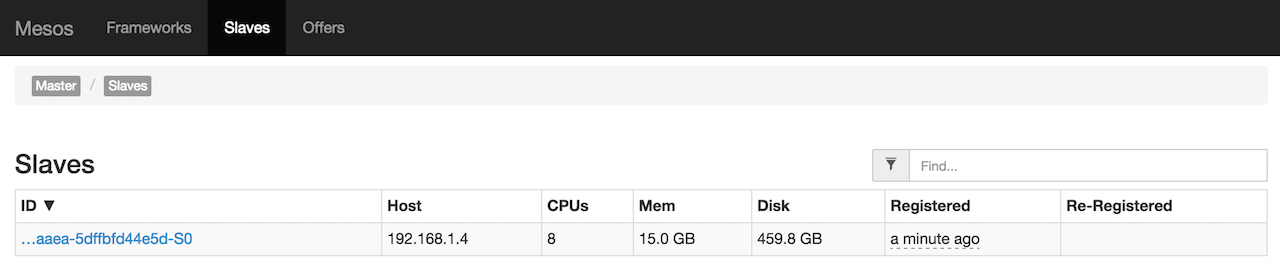 Mesos Frameworks Slaves Offers
Master / Slaves
Slaves
Find...
ID ▼ Host CPUs Mem Disk Registered Re-Registered
…aaea-5dffbfd44e5d-S0 192.168.1.4 8 15.0 GB 459.8 GB a minute ago